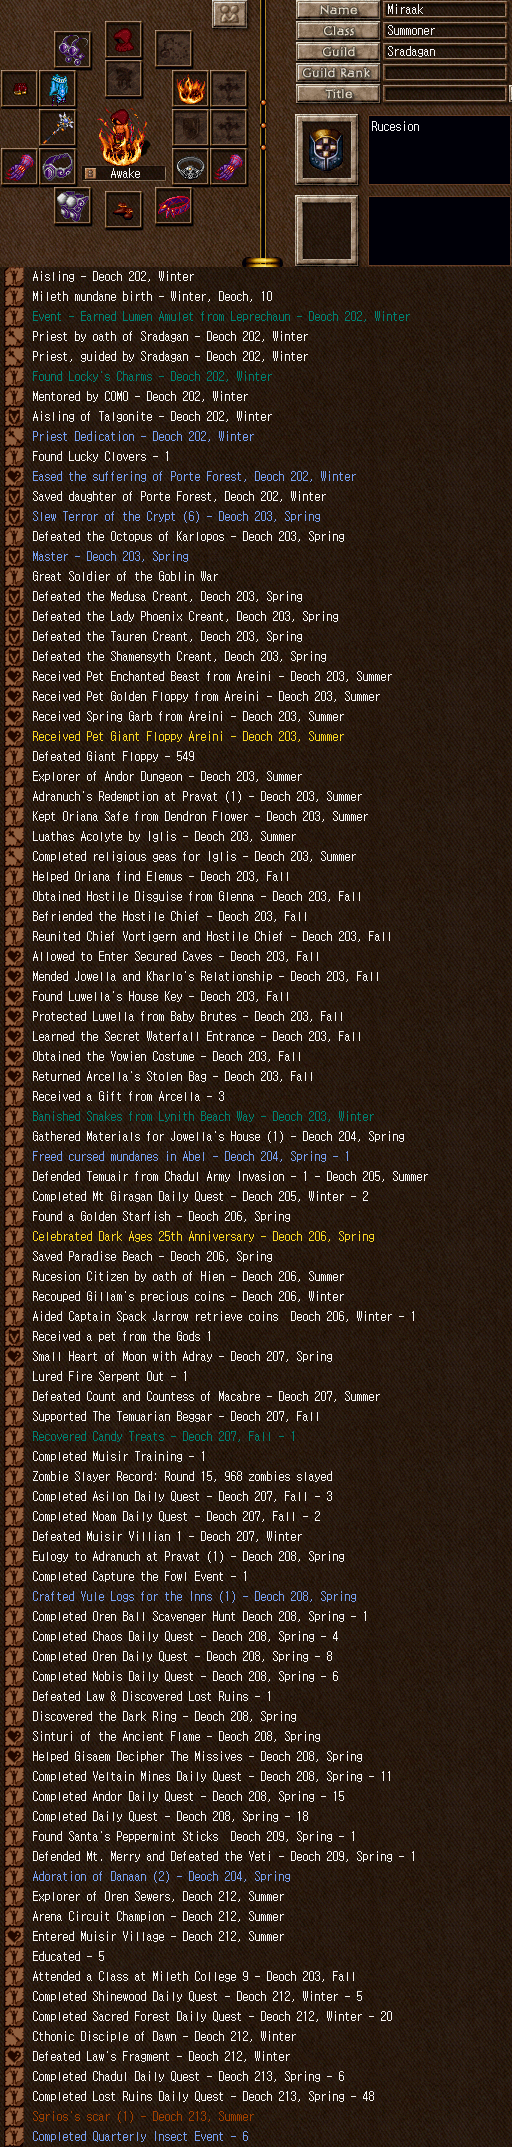 Name
Miraak
Class
Summoner
Guild
Sradagan
Guild Rank
Title
Rucesion
Awake
Aisling - Deoch 202, Winter
Mileth mundane birth - Winter, Deoch, 10
Event - Earned Lumen Amulet from Leprechaun - Deoch 202, Winter
Priest by oath of Sradagan - Deoch 202, Winter
Priest, guided by Sradagan - Deoch 202, Winter
Found Locky's Charms - Deoch 202, Winter
Mentored by COMO - Deoch 202, Winter
Aisling of Talgonite - Deoch 202, Winter
Priest Dedication - Deoch 202, Winter
Found Lucky Clovers - 1
Eased the suffering of Porte Forest, Deoch 202, Winter
Saved daughter of Porte Forest, Deoch 202, Winter
Slew Terror of the Crypt (6) - Deoch 203, Spring
Defeated the Octopus of Karlopos - Deoch 203, Spring
Master - Deoch 203, Spring
Great Soldier of the Goblin War
Defeated the Medusa Creant, Deoch 203, Spring
Defeated the Lady Phoenix Creant, Deoch 203, Spring
Defeated the Tauren Creant, Deoch 203, Spring
Defeated the Shamensyth Creant, Deoch 203, Spring
Received Pet Enchanted Beast from Areini - Deoch 203, Summer
Received Pet Golden Floppy from Areini - Deoch 203, Summer
Received Spring Garb from Areini - Deoch 203, Summer
Received Pet Giant Floppy Areini - Deoch 203, Summer
Defeated Giant Floppy - 549
Explorer of Andor Dungeon - Deoch 203, Summer
Adranuch's Redemption at Pravat (1) - Deoch 203, Summer
Kept Oriana Safe from Dendron Flower - Deoch 203, Summer
Luathas Acolyte by Iglis - Deoch 203, Summer
Completed religious geas for Iglis - Deoch 203, Summer
Helped Oriana find Elemus - Deoch 203, Fall
Obtained Hostile Disguise from Glenna - Deoch 203, Fall
Befriended the Hostile Chief - Deoch 203, Fall
Reunited Chief Vortigern and Hostile Chief - Deoch 203, Fall
Allowed to Enter Secured Caves - Deoch 203, Fall
Mended Jowella and Kharlo's Relationship - Deoch 203, Fall
Found Luwella's House Key - Deoch 203, Fall
Protected Luwella from Baby Brutes - Deoch 203, Fall
Learned the Secret Waterfall Entrance - Deoch 203, Fall
Obtained the Yowien Costume - Deoch 203, Fall
Returned Arcella's Stolen Bag - Deoch 203, Fall
Received a Gift from Arcella - 3
Banished Snakes from Lynith Beach Way - Deoch 203, Winter
Gathered Materials for Jowella's House (1) - Deoch 204, Spring
Freed cursed mundanes in Abel - Deoch 204, Spring - 1
Defended Temuair from Chadul Army Invasion - 1 - Deoch 205, Summer
Completed Mt Giragan Daily Quest - Deoch 205, Winter - 2
Found a Golden Starfish - Deoch 206, Spring
Celebrated Dark Ages 25th Anniversary - Deoch 206, Spring
Saved Paradise Beach - Deoch 206, Spring
Rucesion Citizen by oath of Hien - Deoch 206, Summer
Recouped Gillam's precious coins - Deoch 206, Winter
Aided Captain Spack Jarrow retrieve coins  Deoch 206, Winter - 1
Received a pet from the Gods 1
Small Heart of Moon with Adray - Deoch 207, Spring
Lured Fire Serpent Out - 1
Defeated Count and Countess of Macabre - Deoch 207, Summer
Supported The Temuarian Beggar - Deoch 207, Fall
Recovered Candy Treats - Deoch 207, Fall - 1
Completed Muisir Training - 1
Zombie Slayer Record: Round 15, 968 zombies slayed
Completed Asilon Daily Quest - Deoch 207, Fall - 3
Completed Noam Daily Quest - Deoch 207, Fall - 2
Defeated Muisir Villian 1 - Deoch 207, Winter
Eulogy to Adranuch at Pravat (1) - Deoch 208, Spring
Completed Capture the Fowl Event - 1
Crafted Yule Logs for the Inns (1) - Deoch 208, Spring
Completed Oren Ball Scavenger Hunt Deoch 208, Spring - 1
Completed Chaos Daily Quest - Deoch 208, Spring - 4
Completed Oren Daily Quest - Deoch 208, Spring - 8
Completed Nobis Daily Quest - Deoch 208, Spring - 6
Defeated Law & Discovered Lost Ruins - 1
Discovered the Dark Ring - Deoch 208, Spring
Sinturi of the Ancient Flame - Deoch 208, Spring
Helped Gisaem Decipher The Missives - Deoch 208, Spring
Completed Veltain Mines Daily Quest - Deoch 208, Spring - 11
Completed Andor Daily Quest - Deoch 208, Spring - 15
Completed Daily Quest - Deoch 208, Spring - 18
Found Santa's Peppermint Sticks  Deoch 209, Spring - 1
Defended Mt. Merry and Defeated the Yeti - Deoch 209, Spring - 1
Adoration of Danaan (2) - Deoch 204, Spring
Explorer of Oren Sewers, Deoch 212, Summer
Arena Circuit Champion - Deoch 212, Summer
Entered Muisir Village - Deoch 212, Summer
Educated - 5
Attended a Class at Mileth College 9 - Deoch 203, Fall
Completed Shinewood Daily Quest - Deoch 212, Winter - 5
Completed Sacred Forest Daily Quest - Deoch 212, Winter - 20
Cthonic Disciple of Dawn - Deoch 212, Winter
Defeated Law's Fragment - Deoch 212, Winter
Completed Chadul Daily Quest - Deoch 213, Spring - 6
Completed Lost Ruins Daily Quest - Deoch 213, Spring - 48
Sgrios's scar (1) - Deoch 213, Summer
Completed Quarterly Insect Event - 6